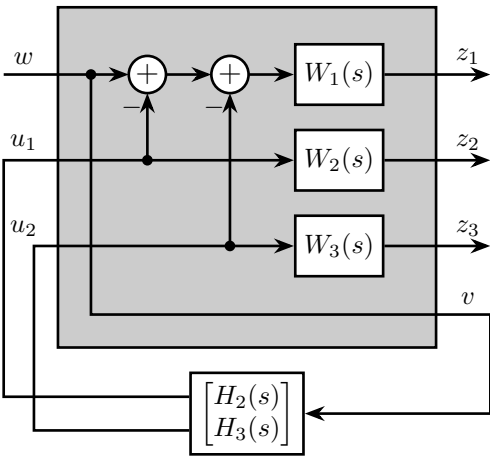 w
+
+
W₁(s)
z₁
−
−
u₁
W₂(s)
z₂
u₂
W₃(s)
z₃
v
[H₂(s)]
[H₃(s)]